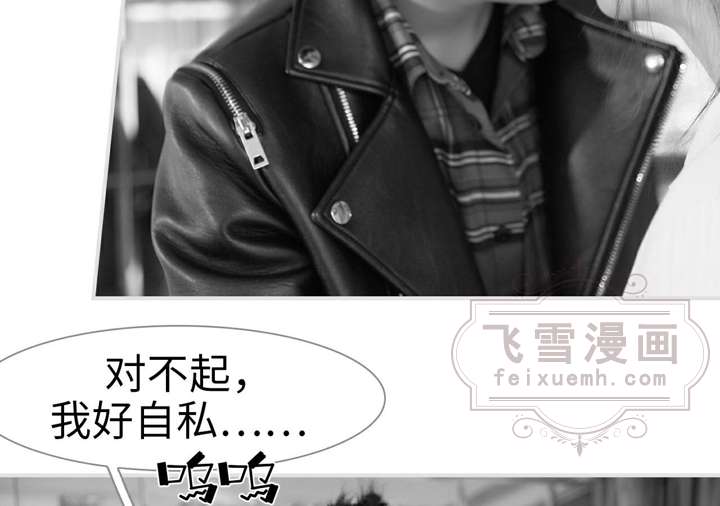 飞雪漫画
feixuemh.com
对不起，
我好自私……
呜呜